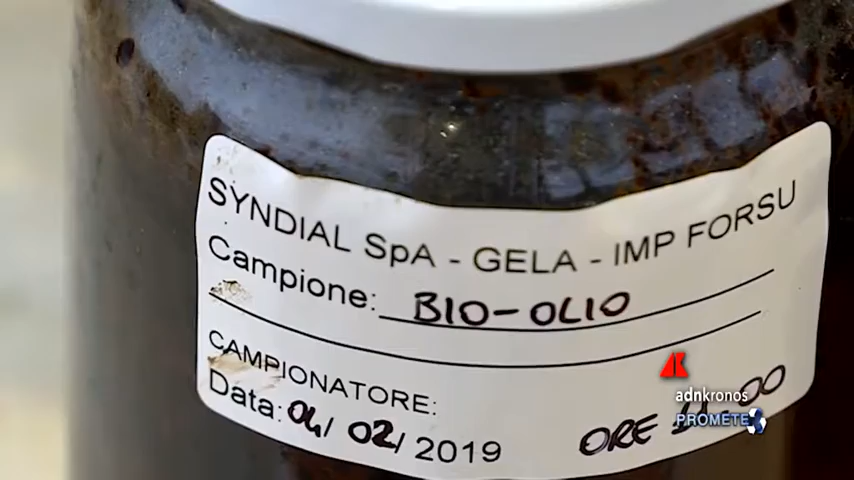 SYNDIAL SpA - GELA - IMP FORSU
Campione: BIO-OLIO
CAMPIONATORE:
Data: 04/02/2019 ORE
adnkronos
PROMETEO